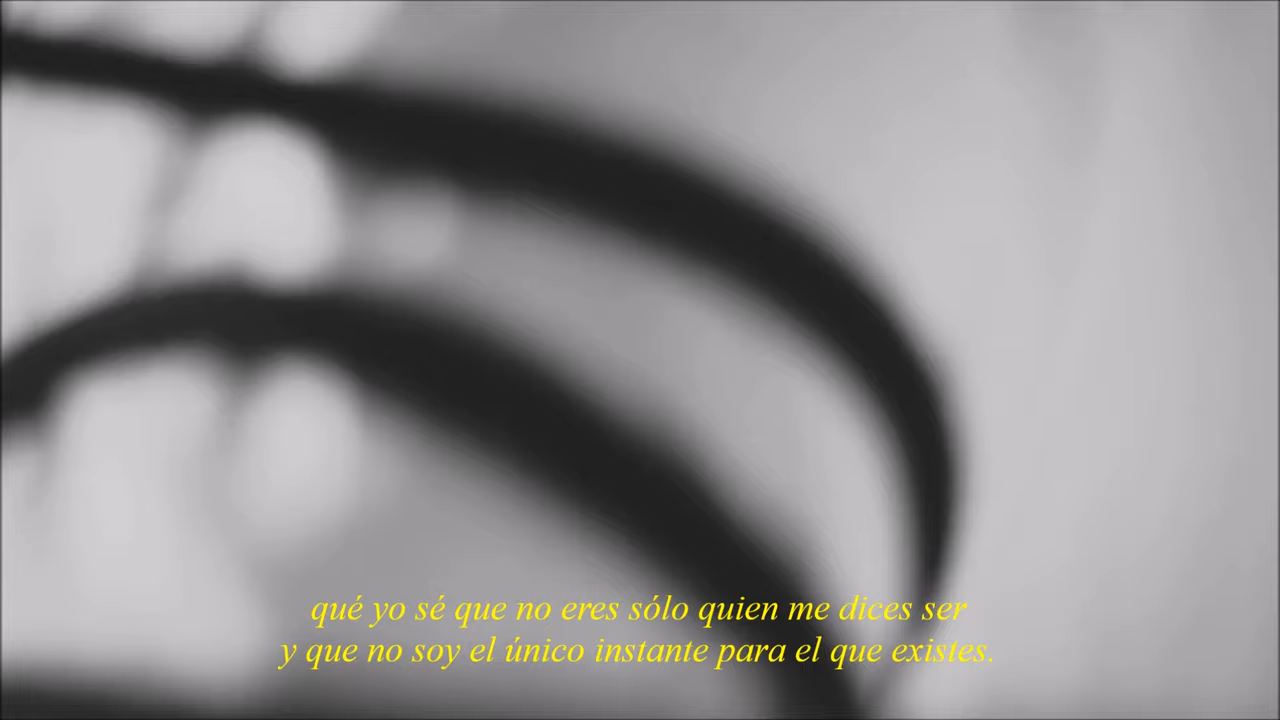 qué yo sé que no eres sólo quien me dices ser
y que no soy el único instante para el que existes.